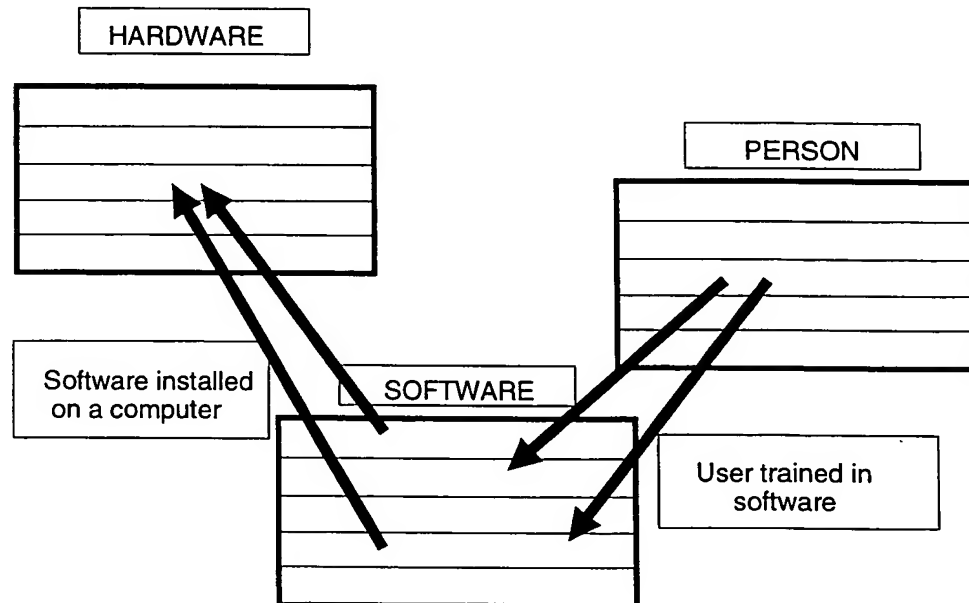 HARDWARE
PERSON
Software installed
on a computer
SOFTWARE
User trained in
software